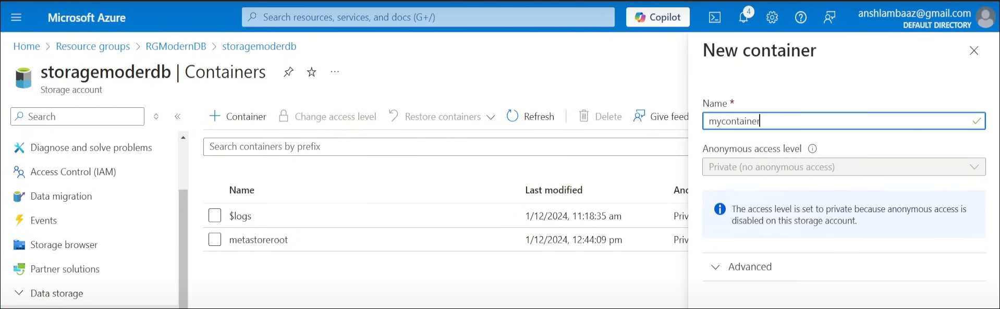 Microsoft Azure
Search resources, services, and docs (G+/)
Copilot
4
anshlambaaz@gmail.com
DEFAULT DIRECTORY
Home > Resource groups > RGModernDB > storagemoderdb
storagemoderdb | Containers
Storage account
Search
Diagnose and solve problems
Access Control (IAM)
Data migration
Events
Storage browser
Partner solutions
Data storage
Container
Change access level
Restore containers
Refresh
Delete
Give feed
Search containers by prefix
Name Last modified
$logs 1/12/2024, 11:18:35 am Priv
metastoreroot 1/12/2024, 12:44:09 pm Priv
New container
Name *
mycontainer
Anonymous access level
Private (no anonymous access)
The access level is set to private because anonymous access is
disabled on this storage account.
Advanced